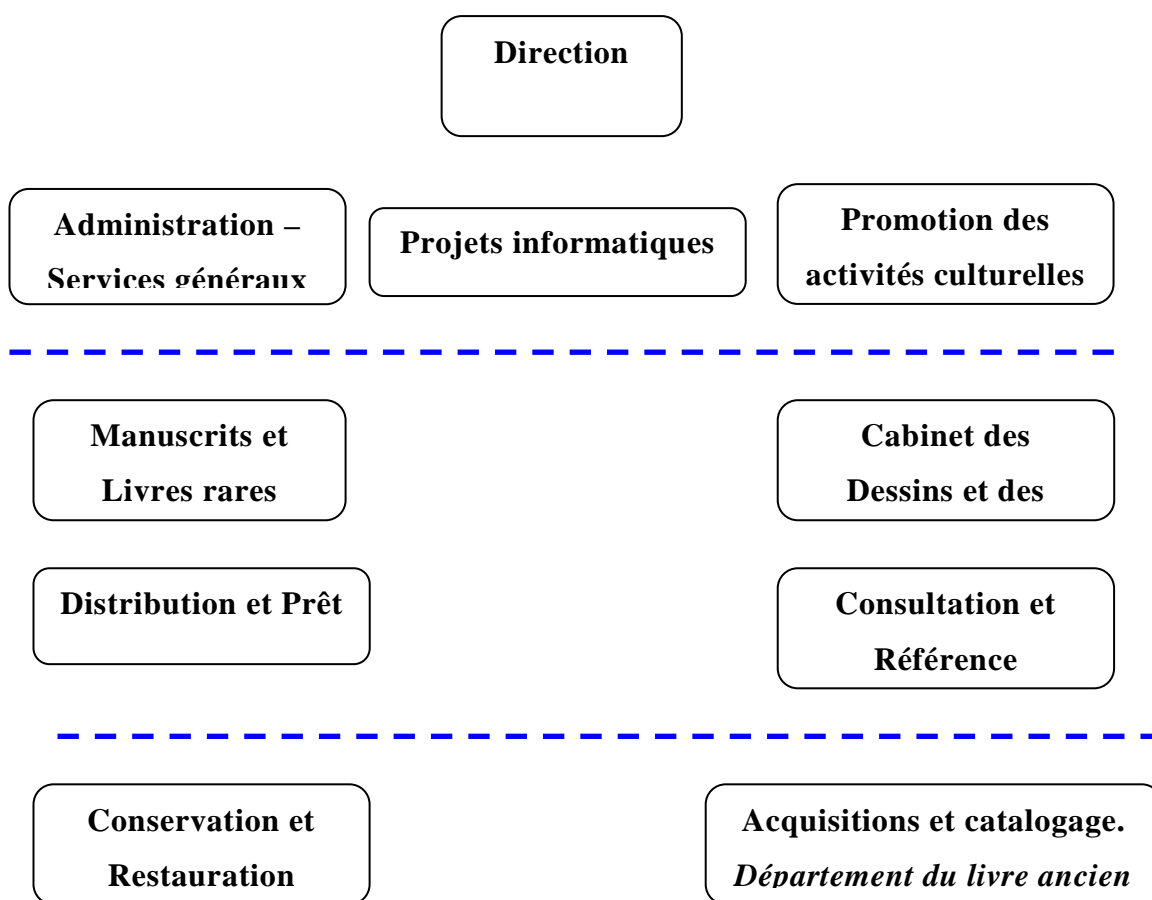 Direction
Administration –
Services généraux
Projets informatiques
Promotion des
activités culturelles
Manuscrits et
Livres rares
Cabinet des
Dessins et des
Distribution et Prêt
Consultation et
Référence
Conservation et
Restauration
Acquisitions et catalogage.
Département du livre ancien